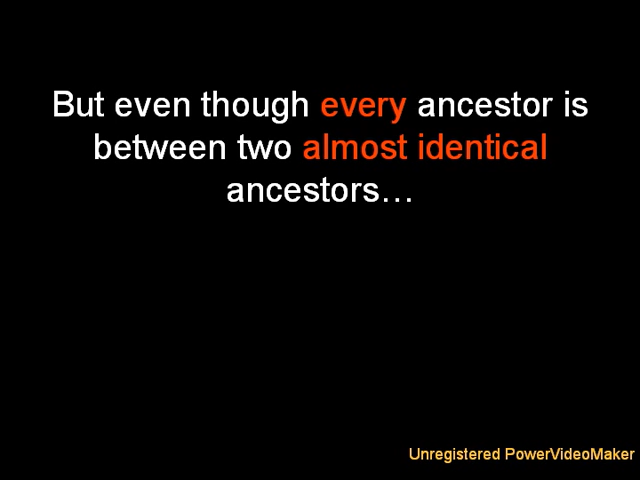 But even though every ancestor is
between two almost identical
ancestors…
Unregistered PowerVideoMaker